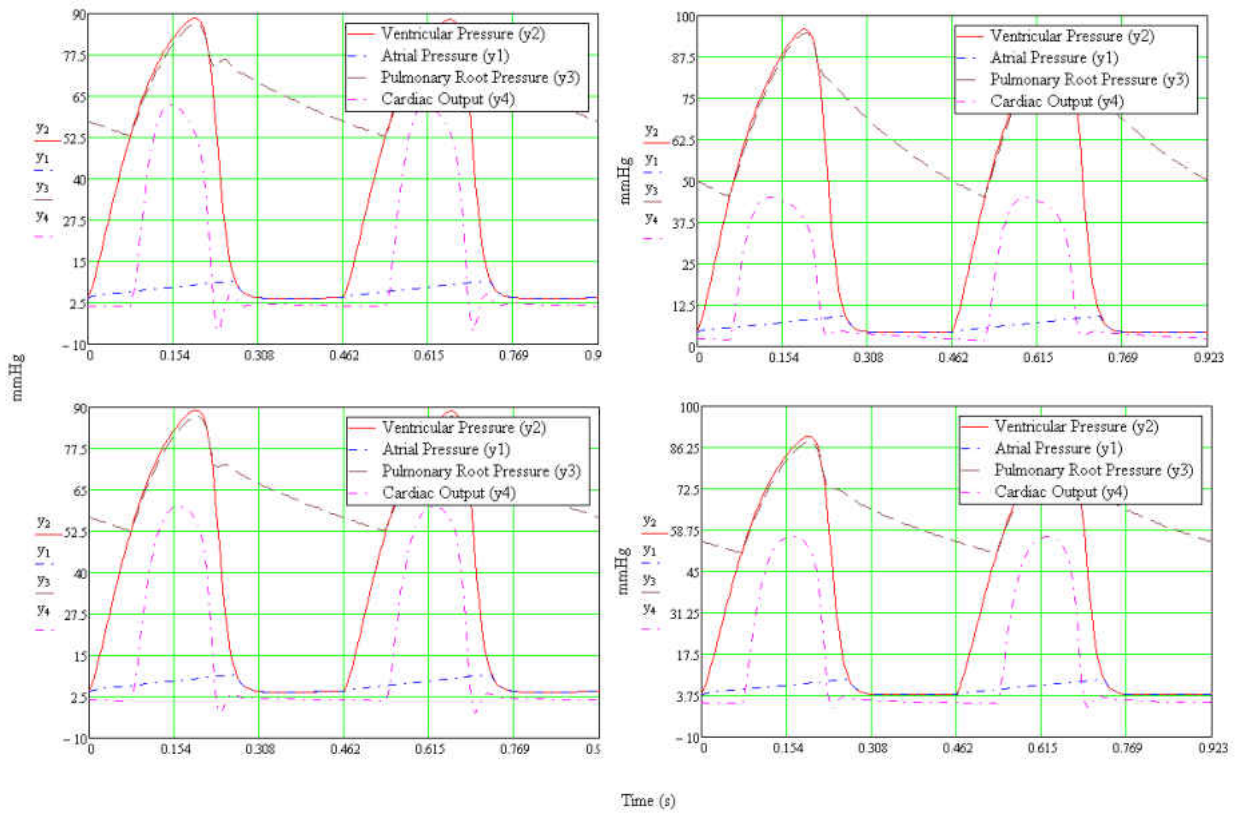 90
77.5
65
52.5
40
27.5
15
2.5
− 10
y2
y1
y3
y4
0
0.154
0.308
0.462
0.615
0.769
0.9
Ventricular Pressure (y2)
Atrial Pressure (y1)
Pulmonary Root Pressure (y3)
Cardiac Output (y4)
100
87.5
75
62.5
50
37.5
25
12.5
0
y2
y1
y3
y4
mmHg
0
0.154
0.308
0.462
0.615
0.769
0.923
Ventricular Pressure (y2)
Atrial Pressure (y1)
Pulmonary Root Pressure (y3)
Cardiac Output (y4)
mmHg
90
77.5
65
52.5
40
27.5
15
2.5
− 10
y2
y1
y3
y4
0
0.154
0.308
0.462
0.615
0.769
0.5
Ventricular Pressure (y2)
Atrial Pressure (y1)
Pulmonary Root Pressure (y3)
Cardiac Output (y4)
100
86.25
72.5
58.75
45
31.25
17.5
3.75
− 10
y2
y1
y3
y4
mmHg
0
0.154
0.308
0.462
0.615
0.769
0.923
Ventricular Pressure (y2)
Atrial Pressure (y1)
Pulmonary Root Pressure (y3)
Cardiac Output (y4)
Time (s)